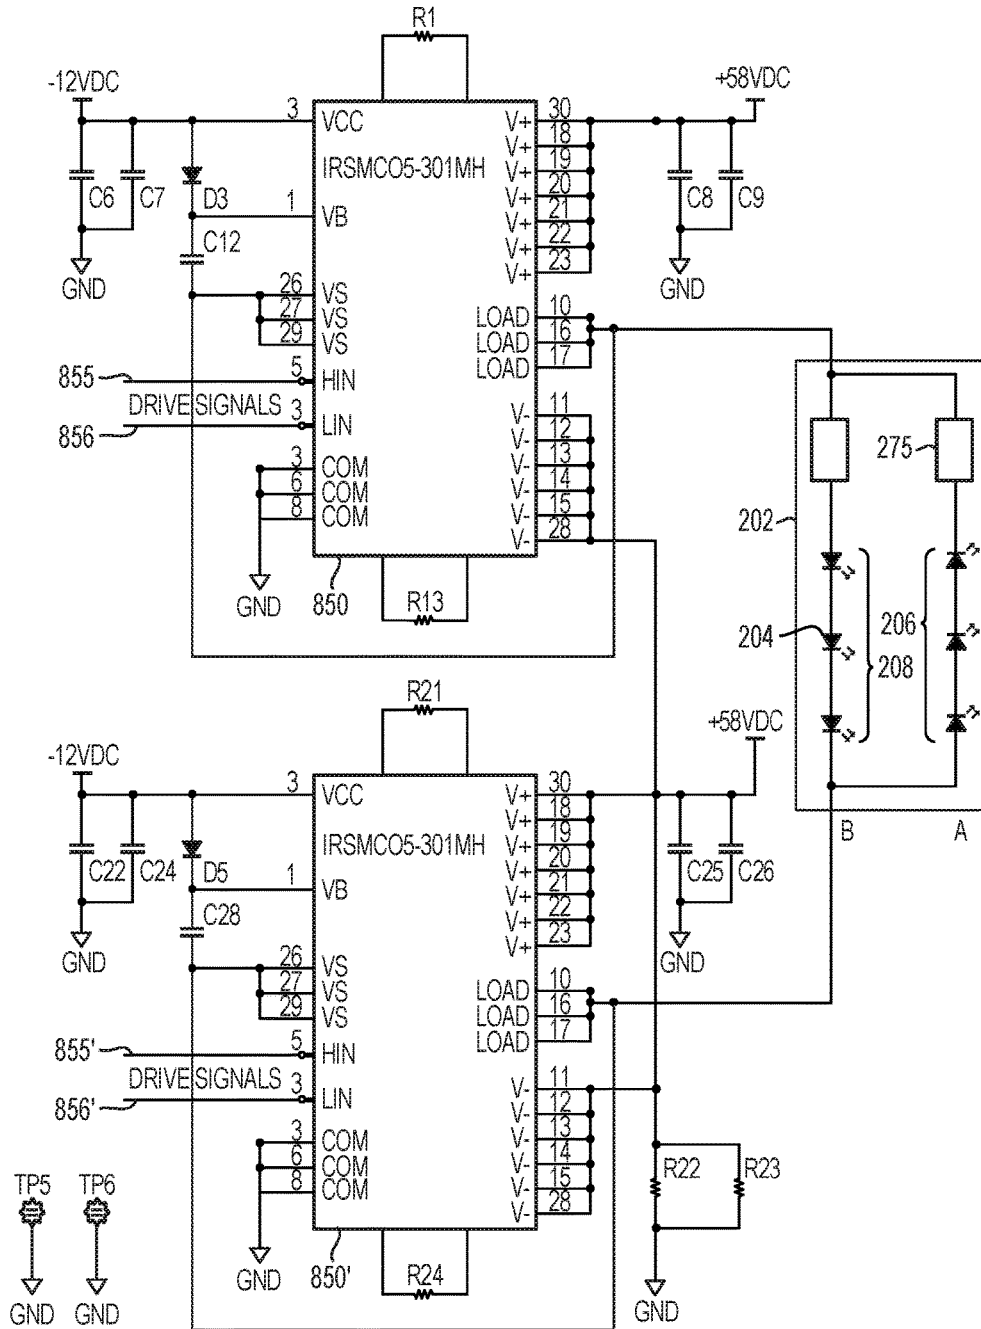 R1
-12VDC
+58VDC
3 VCC
V+ 30
V+ 18
IRSMCO5-301MH
V+ 19
V+ 20
V+ 21
V+ 22
V+ 23
C6 C7 D3
C8 C9
1 VB
C12
GND
GND
26 VS
27 VS
29 VS
LOAD 10
LOAD 16
LOAD 17
855
5 HIN
DRIVE SIGNALS
856
3 LIN
V- 11
V- 12
V- 13
V- 14
V- 15
V- 28
3 COM
6 COM
8 COM
GND
850
R13
275
202
204
206
208
B A
R21
-12VDC
+58VDC
3 VCC
V+ 30
V+ 18
IRSMCO5-301MH
V+ 19
V+ 20
V+ 21
V+ 22
V+ 23
C22 C24 D5
C25 C26
1 VB
C28
GND
GND
26 VS
27 VS
29 VS
LOAD 10
LOAD 16
LOAD 17
855'
5 HIN
DRIVE SIGNALS
856'
3 LIN
V- 11
V- 12
V- 13
V- 14
V- 15
V- 28
3 COM
6 COM
8 COM
R22 R23
TP5 TP6
GND
850'
R24
GND
GND GND